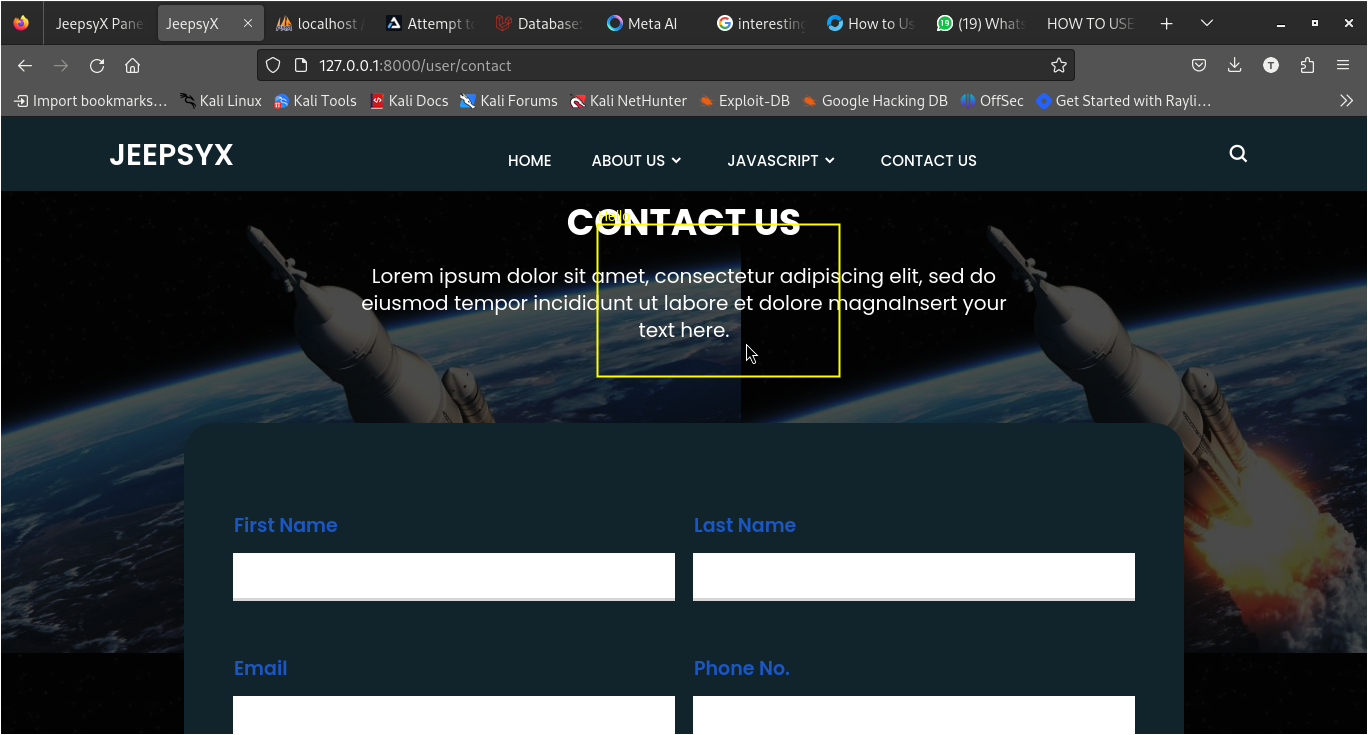 JeepsyX Pane
JeepsyX
localhost /
Attempt to
Database:
Meta AI
interesting
How to Us
(19) Whats
HOW TO USE
127.0.0.1:8000/user/contact
T
Import bookmarks…
Kali Linux
Kali Tools
Kali Docs
Kali Forums
Kali NetHunter
Exploit-DB
Google Hacking DB
OffSec
Get Started with Rayli…
JEEPSYX
HOME
ABOUT US
JAVASCRIPT
CONTACT US
Hello
CONTACT US
Lorem ipsum dolor sit amet, consectetur adipiscing elit, sed do
eiusmod tempor incididunt ut labore et dolore magnaInsert your
text here.
First Name
Last Name
Email
Phone No.